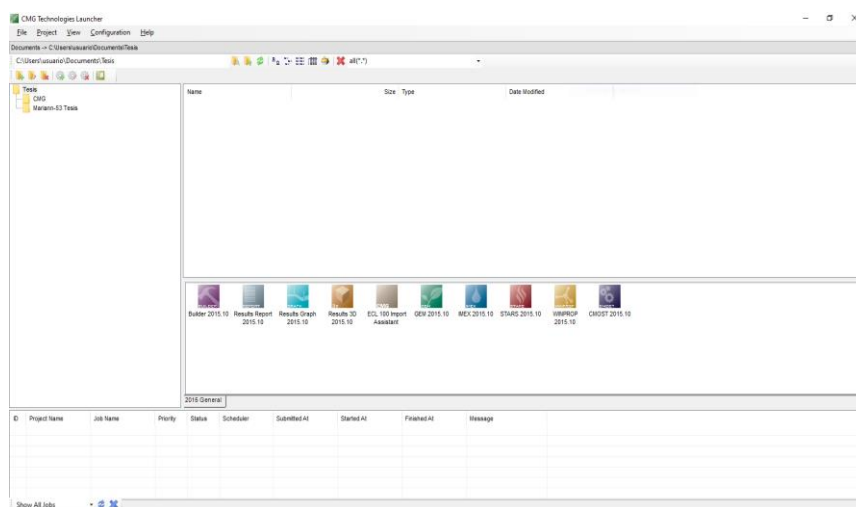 CMG Technologies Launcher
File Project View Configuration Help
Documents -> C:\Users\usuario\Documents\Tesis
C:\Users\usuario\Documents\Tesis all(*.*)
Tesis
CMG
Mariann-53 Tesis
Name Size Type Date Modified
Builder 2015.10 Results Report 2015.10 Results Graph 2015.10 Results 3D 2015.10 ECL 100 Import Assistant GEM 2015.10 IMEX 2015.10 STARS 2015.10 WINPROP 2015.10 CMOST 2015.10
2015 General
ID Project Name Job Name Priority Status Scheduler Submitted At Started At Finished At Message
Show All Jobs